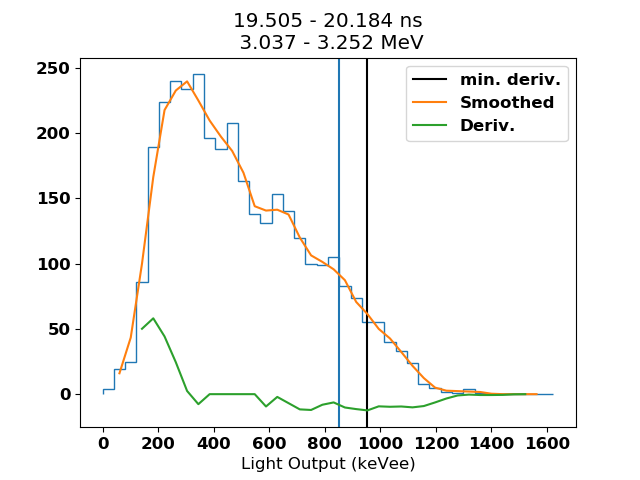 19.505 - 20.184 ns
3.037 - 3.252 MeV
250
200
150
100
50
0
min. deriv.
Smoothed
Deriv.
0 200 400 600 800 1000 1200 1400 1600
Light Output (keVee)